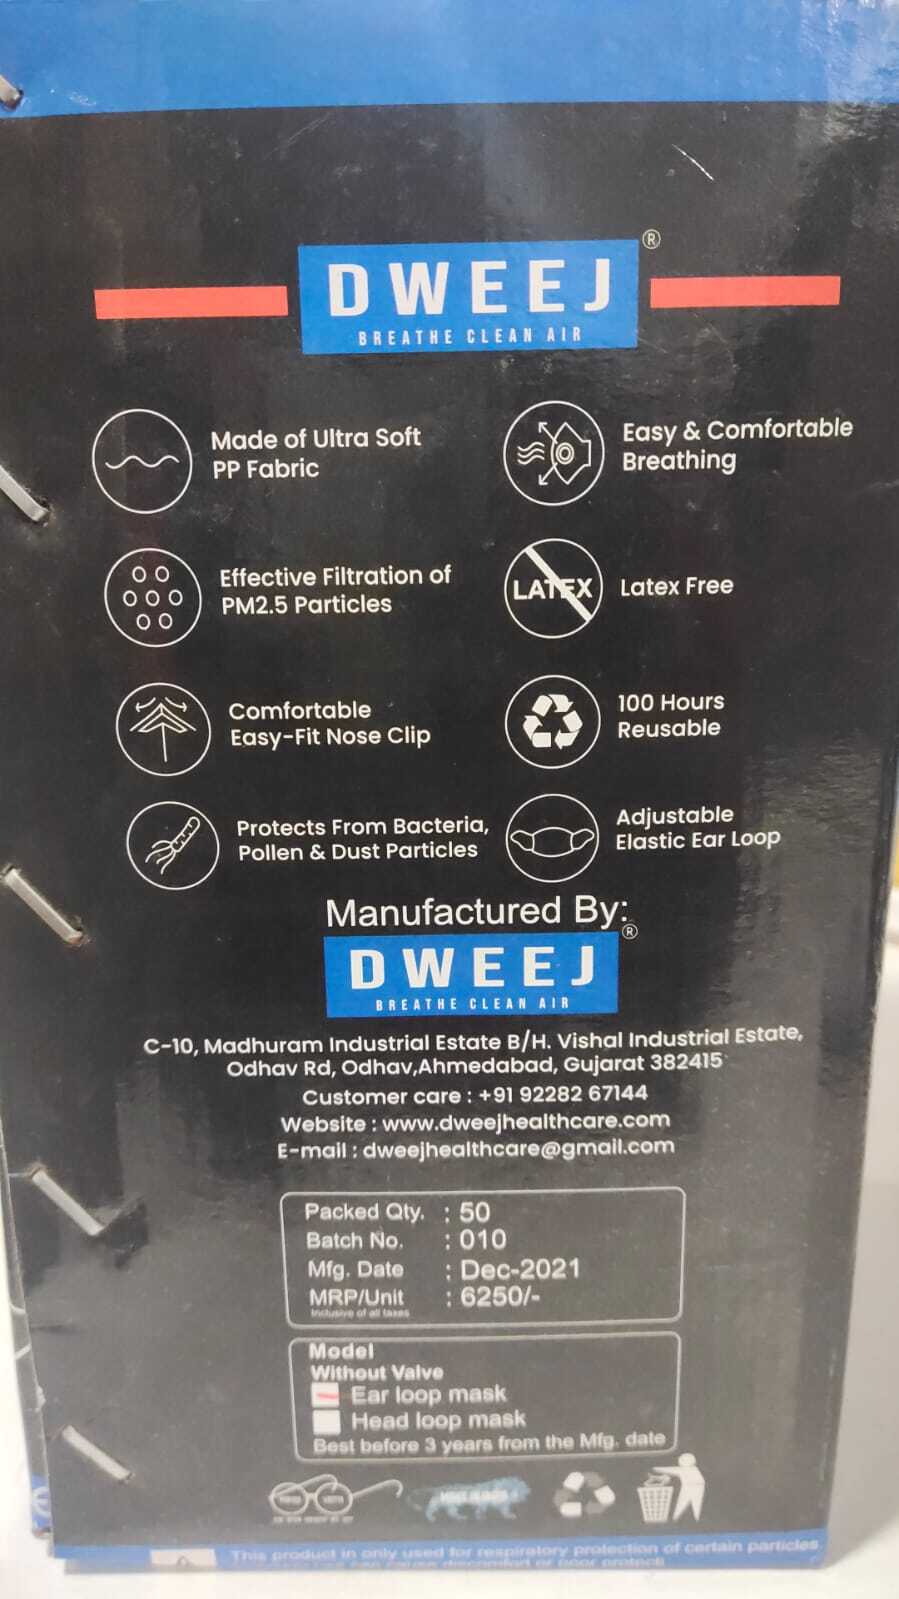 DWEEJ®
BREATHE CLEAN AIR
Made of Ultra Soft
PP Fabric
Easy & Comfortable
Breathing
Effective Filtration of
PM2.5 Particles
LATEX
Latex Free
Comfortable
Easy-Fit Nose Clip
100 Hours
Reusable
Protects From Bacteria,
Pollen & Dust Particles
Adjustable
Elastic Ear Loop
Manufactured By:
DWEEJ®
BREATHE CLEAN AIR
C-10, Madhuram Industrial Estate B/H. Vishal Industrial Estate,
Odhav Rd, Odhav,Ahmedabad, Gujarat 382415
Customer care : +91 92282 67144
Website : www.dweejhealthcare.com
E-mail : dweejhealthcare@gmail.com
Packed Qty. : 50
Batch No. : 010
Mfg. Date : Dec-2021
MRP/Unit : 6250/-
Inclusive of all taxes
Model
Without Valve
Ear loop mask
Head loop mask
Best before 3 years from the Mfg. date
This product in only used for respiratory protection of certain particles